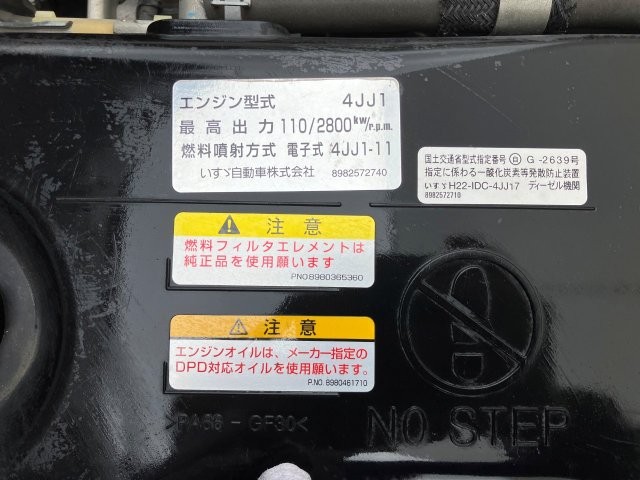 エンジン型式 4JJ1
最高出力 110/2800kW/r.p.m.
燃料噴射方式 電子式 4JJ1-11
いすゞ自動車株式会社 8982572740
国土交通省型式指定番号 自 G-2639号
指定に係わる一酸化炭素等発散防止装置
いすゞH22-IDC-4JJ17 ディーゼル機関
8982572710
注意
燃料フィルタエレメントは
純正品を使用願います
P.NO.8980365360
注意
エンジンオイルは、メーカー指定の
DPD対応オイルを使用願います。
P.NO. 8980461710
>PA66-GF30<
NO STEP